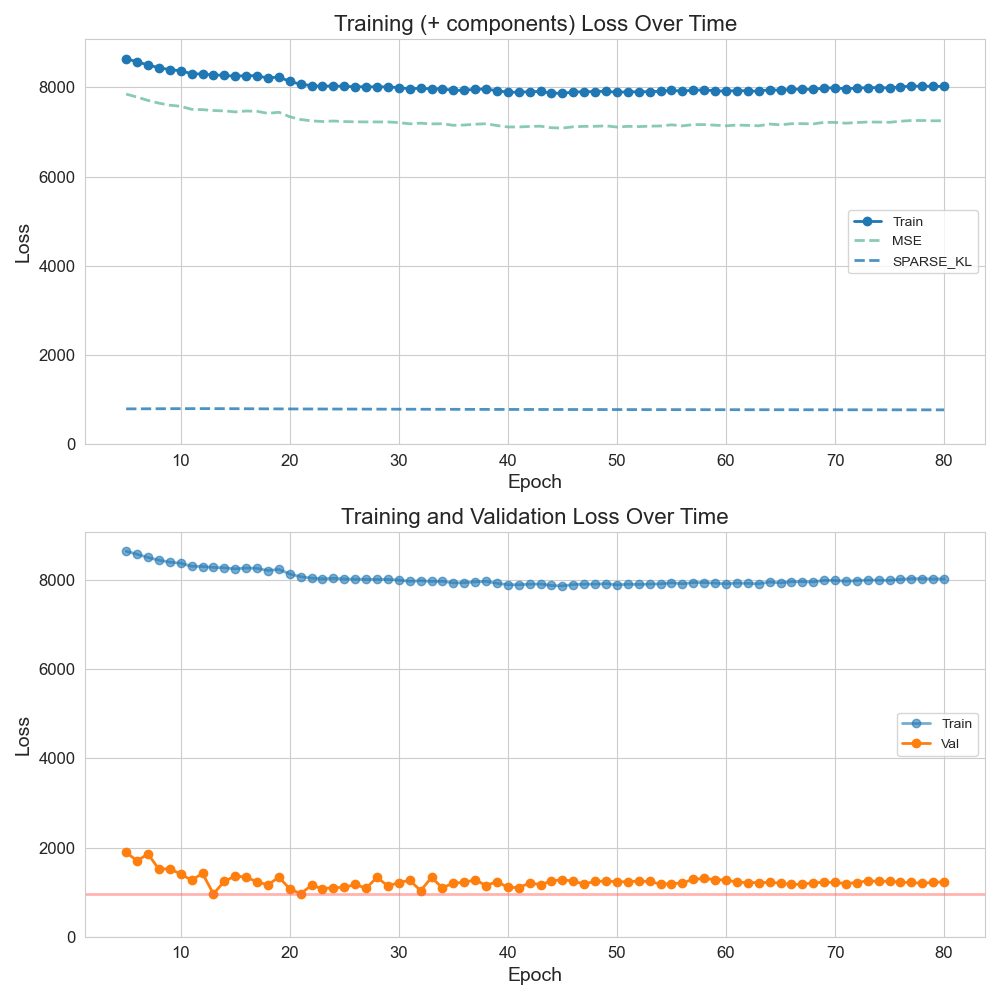 Training (+ components) Loss Over Time
Loss
8000
6000
4000
2000
0
Train
MSE
SPARSE_KL
10 20 30 40 50 60 70 80
Epoch
Training and Validation Loss Over Time
Loss
8000
6000
4000
2000
0
Train
Val
10 20 30 40 50 60 70 80
Epoch